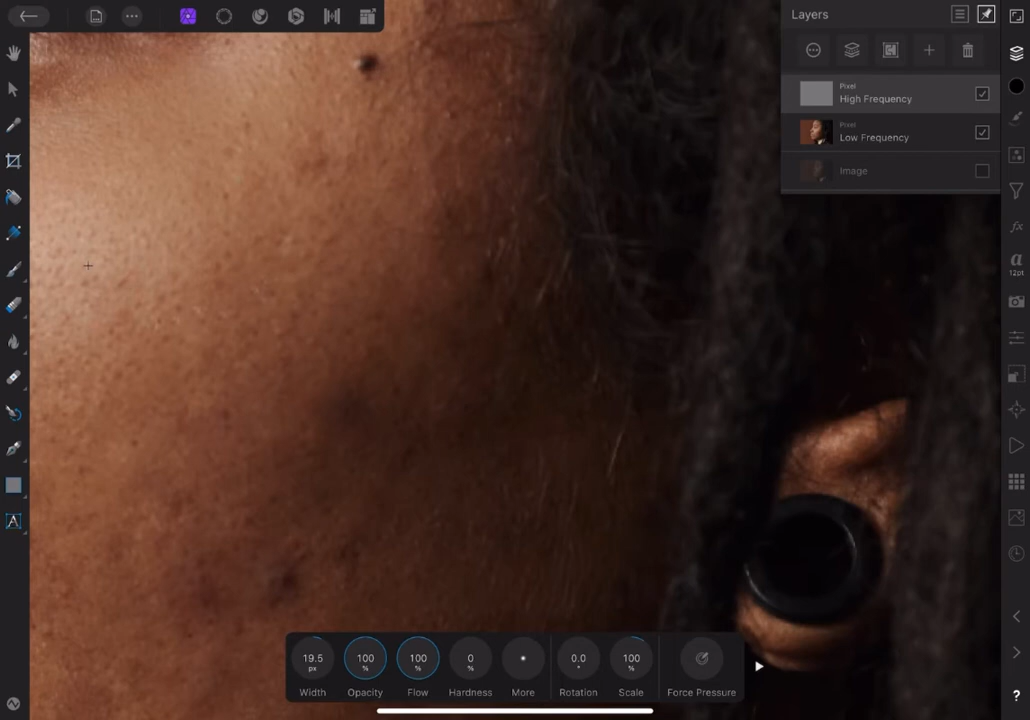 Layers
Pixel
High Frequency
Pixel
Low Frequency
Image
a
12pt
A
19.5
px
100
%
100
%
0
%
0.0
°
100
%
Width
Opacity
Flow
Hardness
More
Rotation
Scale
Force Pressure
fx
?